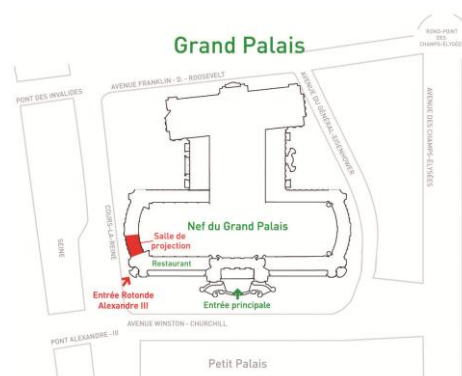 Grand Palais
ROND-POINT
DES
CHAMPS-ÉLYSÉES
AVENUE FRANKLIN - D. - ROOSEVELT
PONT DES INVALIDES
AVENUE DU GÉNÉRAL-EISENHOWER
AVENUE DES CHAMPS-ELYSÉES
COURS-LA-REINE
SEINE
Nef du Grand Palais
Salle de
projection
Restaurant
Entrée Rotonde
Alexandre III
Entrée principale
AVENUE WINSTON - CHURCHILL
PONT ALEXANDRE-III
Petit Palais